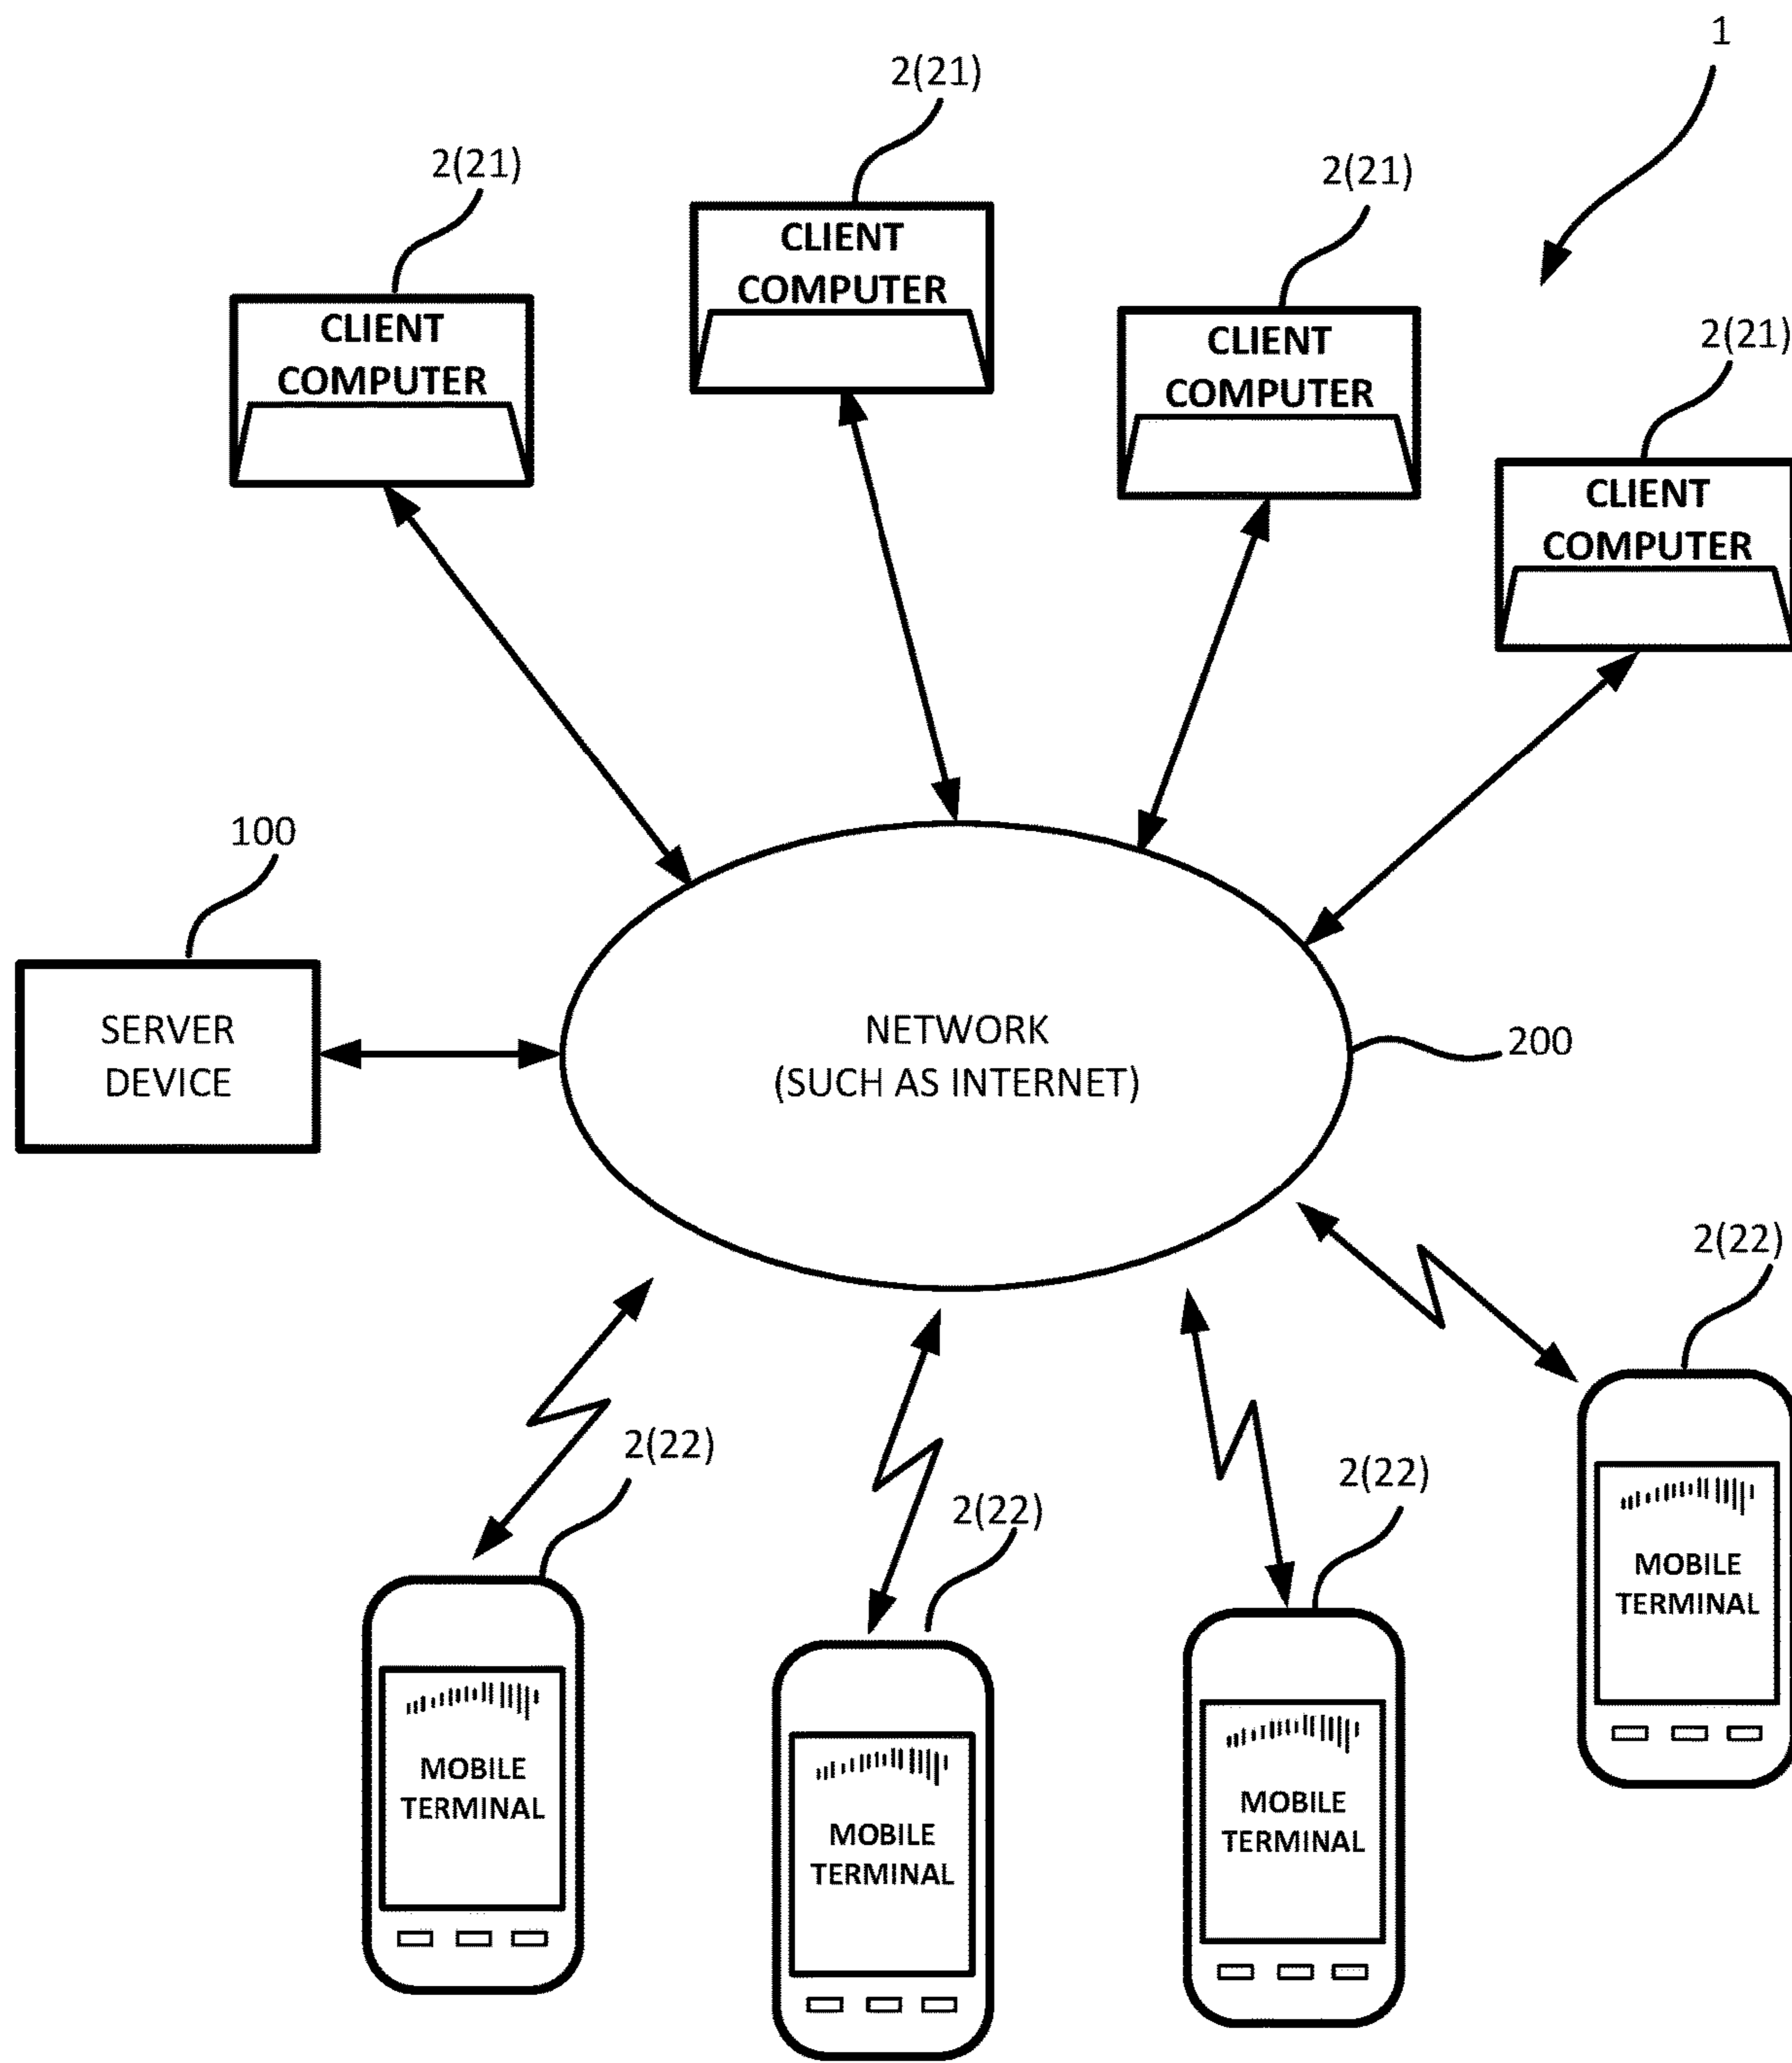 1
2(21)
2(21)
2(21)
2(21)
CLIENT
COMPUTER
CLIENT
COMPUTER
CLIENT
COMPUTER
CLIENT
COMPUTER
100
SERVER
DEVICE
NETWORK
(SUCH AS INTERNET)
200
2(22)
2(22)
2(22)
2(22)
MOBILE
TERMINAL
MOBILE
TERMINAL
MOBILE
TERMINAL
MOBILE
TERMINAL